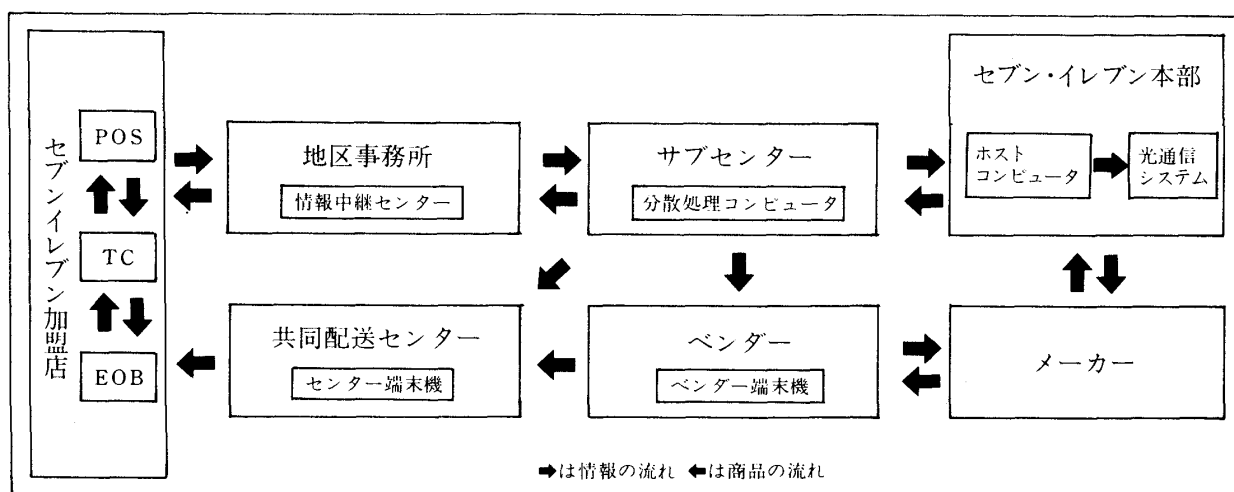 セブンイレブン加盟店
POS
TC
EOB
地区事務所
情報中継センター
サブセンター
分散処理コンピュータ
セブン・イレブン本部
ホスト
コンピュータ
光通信
システム
共同配送センター
センター端末機
ベンダー
ベンダー端末機
メーカー
➡は情報の流れ ⬅は商品の流れ